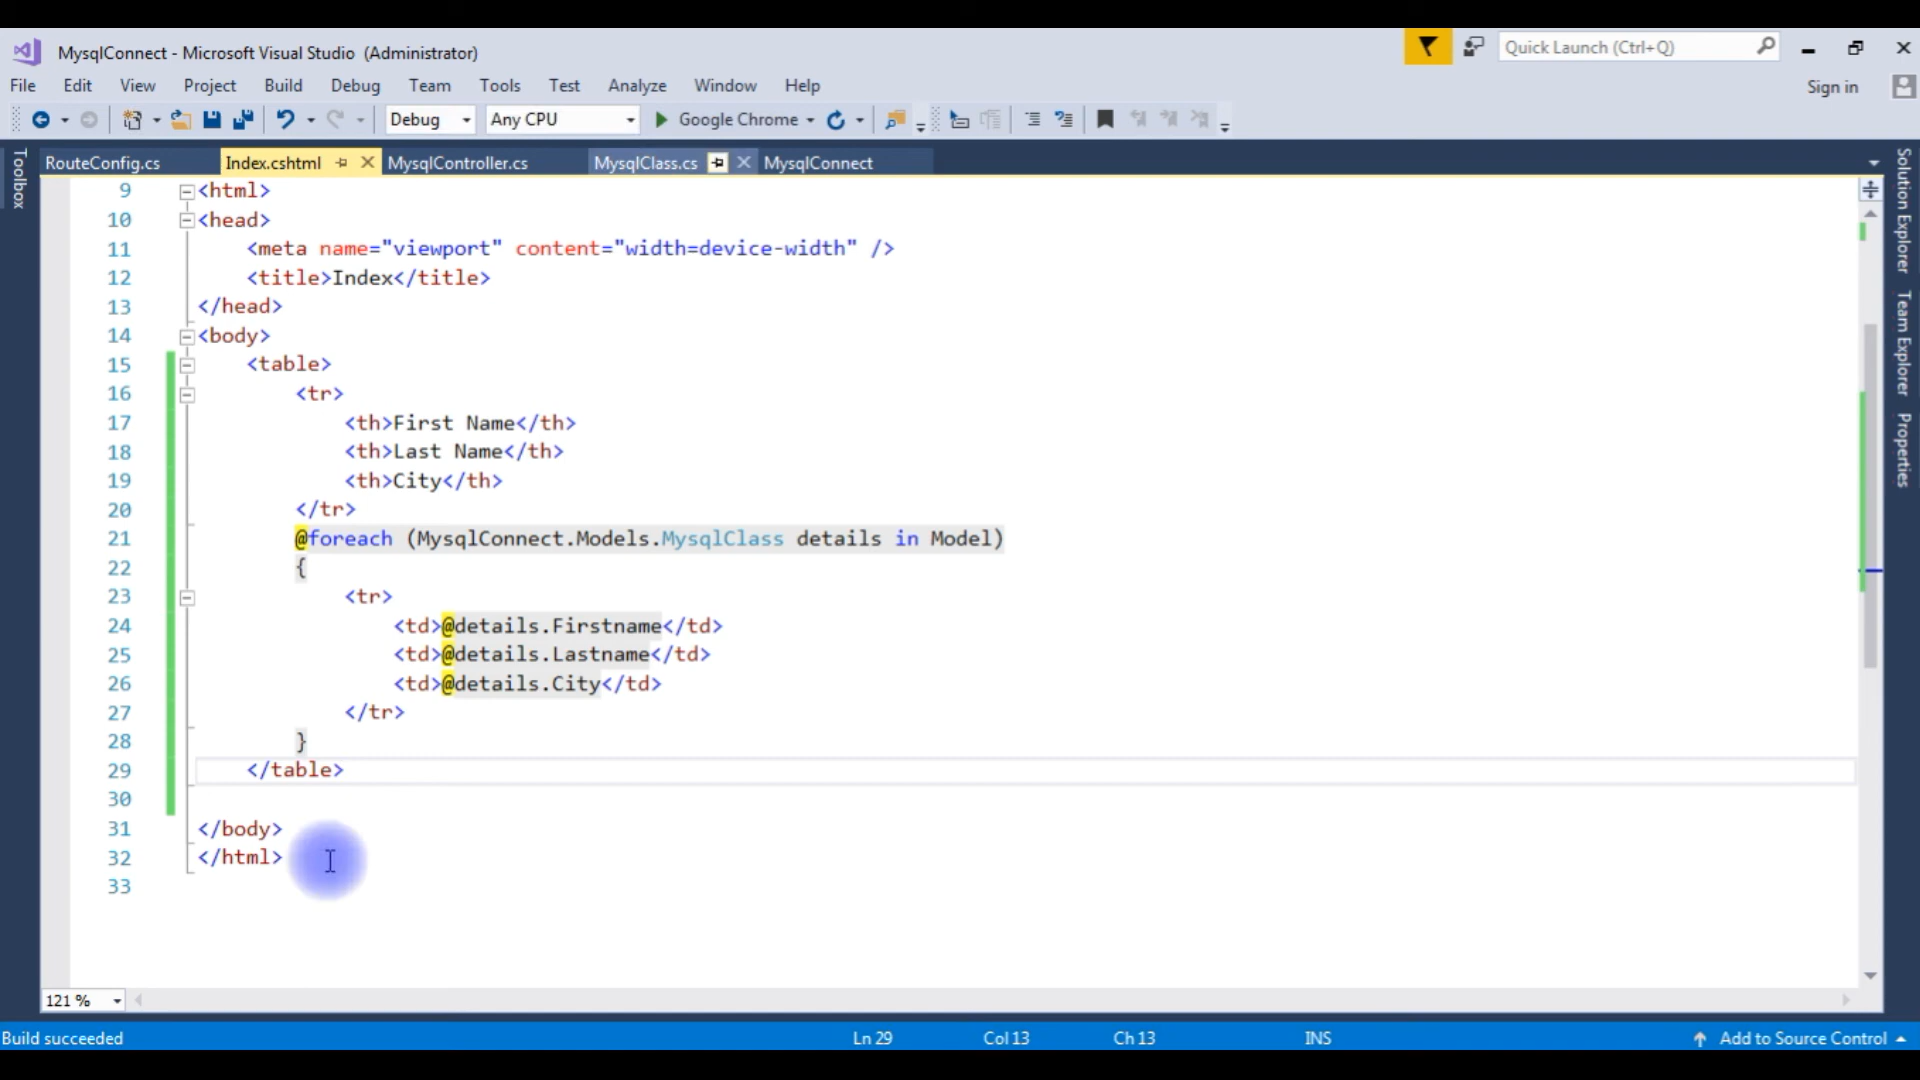 MysqlConnect - Microsoft Visual Studio (Administrator)
Quick Launch (Ctrl+Q)
File Edit View Project Build Debug Team Tools Test Analyze Window Help
Sign in
Debug Any CPU Google Chrome
RouteConfig.cs Index.cshtml MysqlController.cs MysqlClass.cs MysqlConnect
Toolbox
Solution Explorer
Team Explorer
Properties
9 <html>
10 <head>
11 <meta name="viewport" content="width=device-width" />
12 <title>Index</title>
13 </head>
14 <body>
15 <table>
16 <tr>
17 <th>First Name</th>
18 <th>Last Name</th>
19 <th>City</th>
20 </tr>
21 @foreach (MysqlConnect.Models.MysqlClass details in Model)
22 {
23 <tr>
24 <td>@details.Firstname</td>
25 <td>@details.Lastname</td>
26 <td>@details.City</td>
27 </tr>
28 }
29 </table>
30
31 </body>
32 </html>
33
121 %
Build succeeded Ln 29 Col 13 Ch 13 INS Add to Source Control